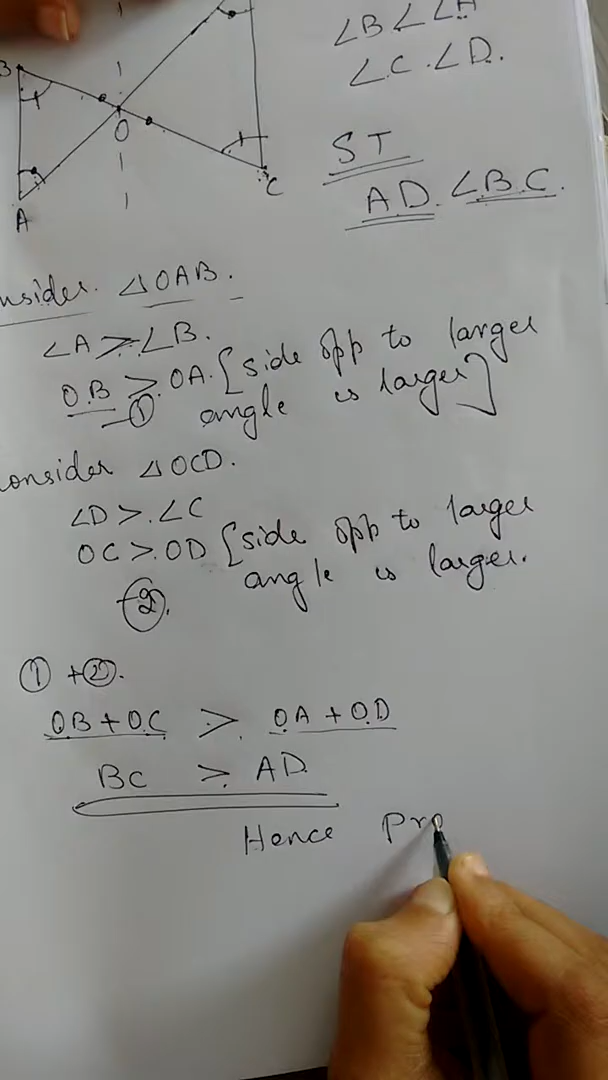 B
O
A
C
∠B<∠A
∠C<∠D.
ST
AD.<BC.
nsider. △OAB.
∠A>∠B.
OB>OA. [side opp to larger
angle is larger]
—①
onsider △OCD.
∠D>∠C
OC>OD [side opp to larger
angle is larger.
—②.
①+②.
OB+OC > OA+OD
BC > AD.
Hence Pro